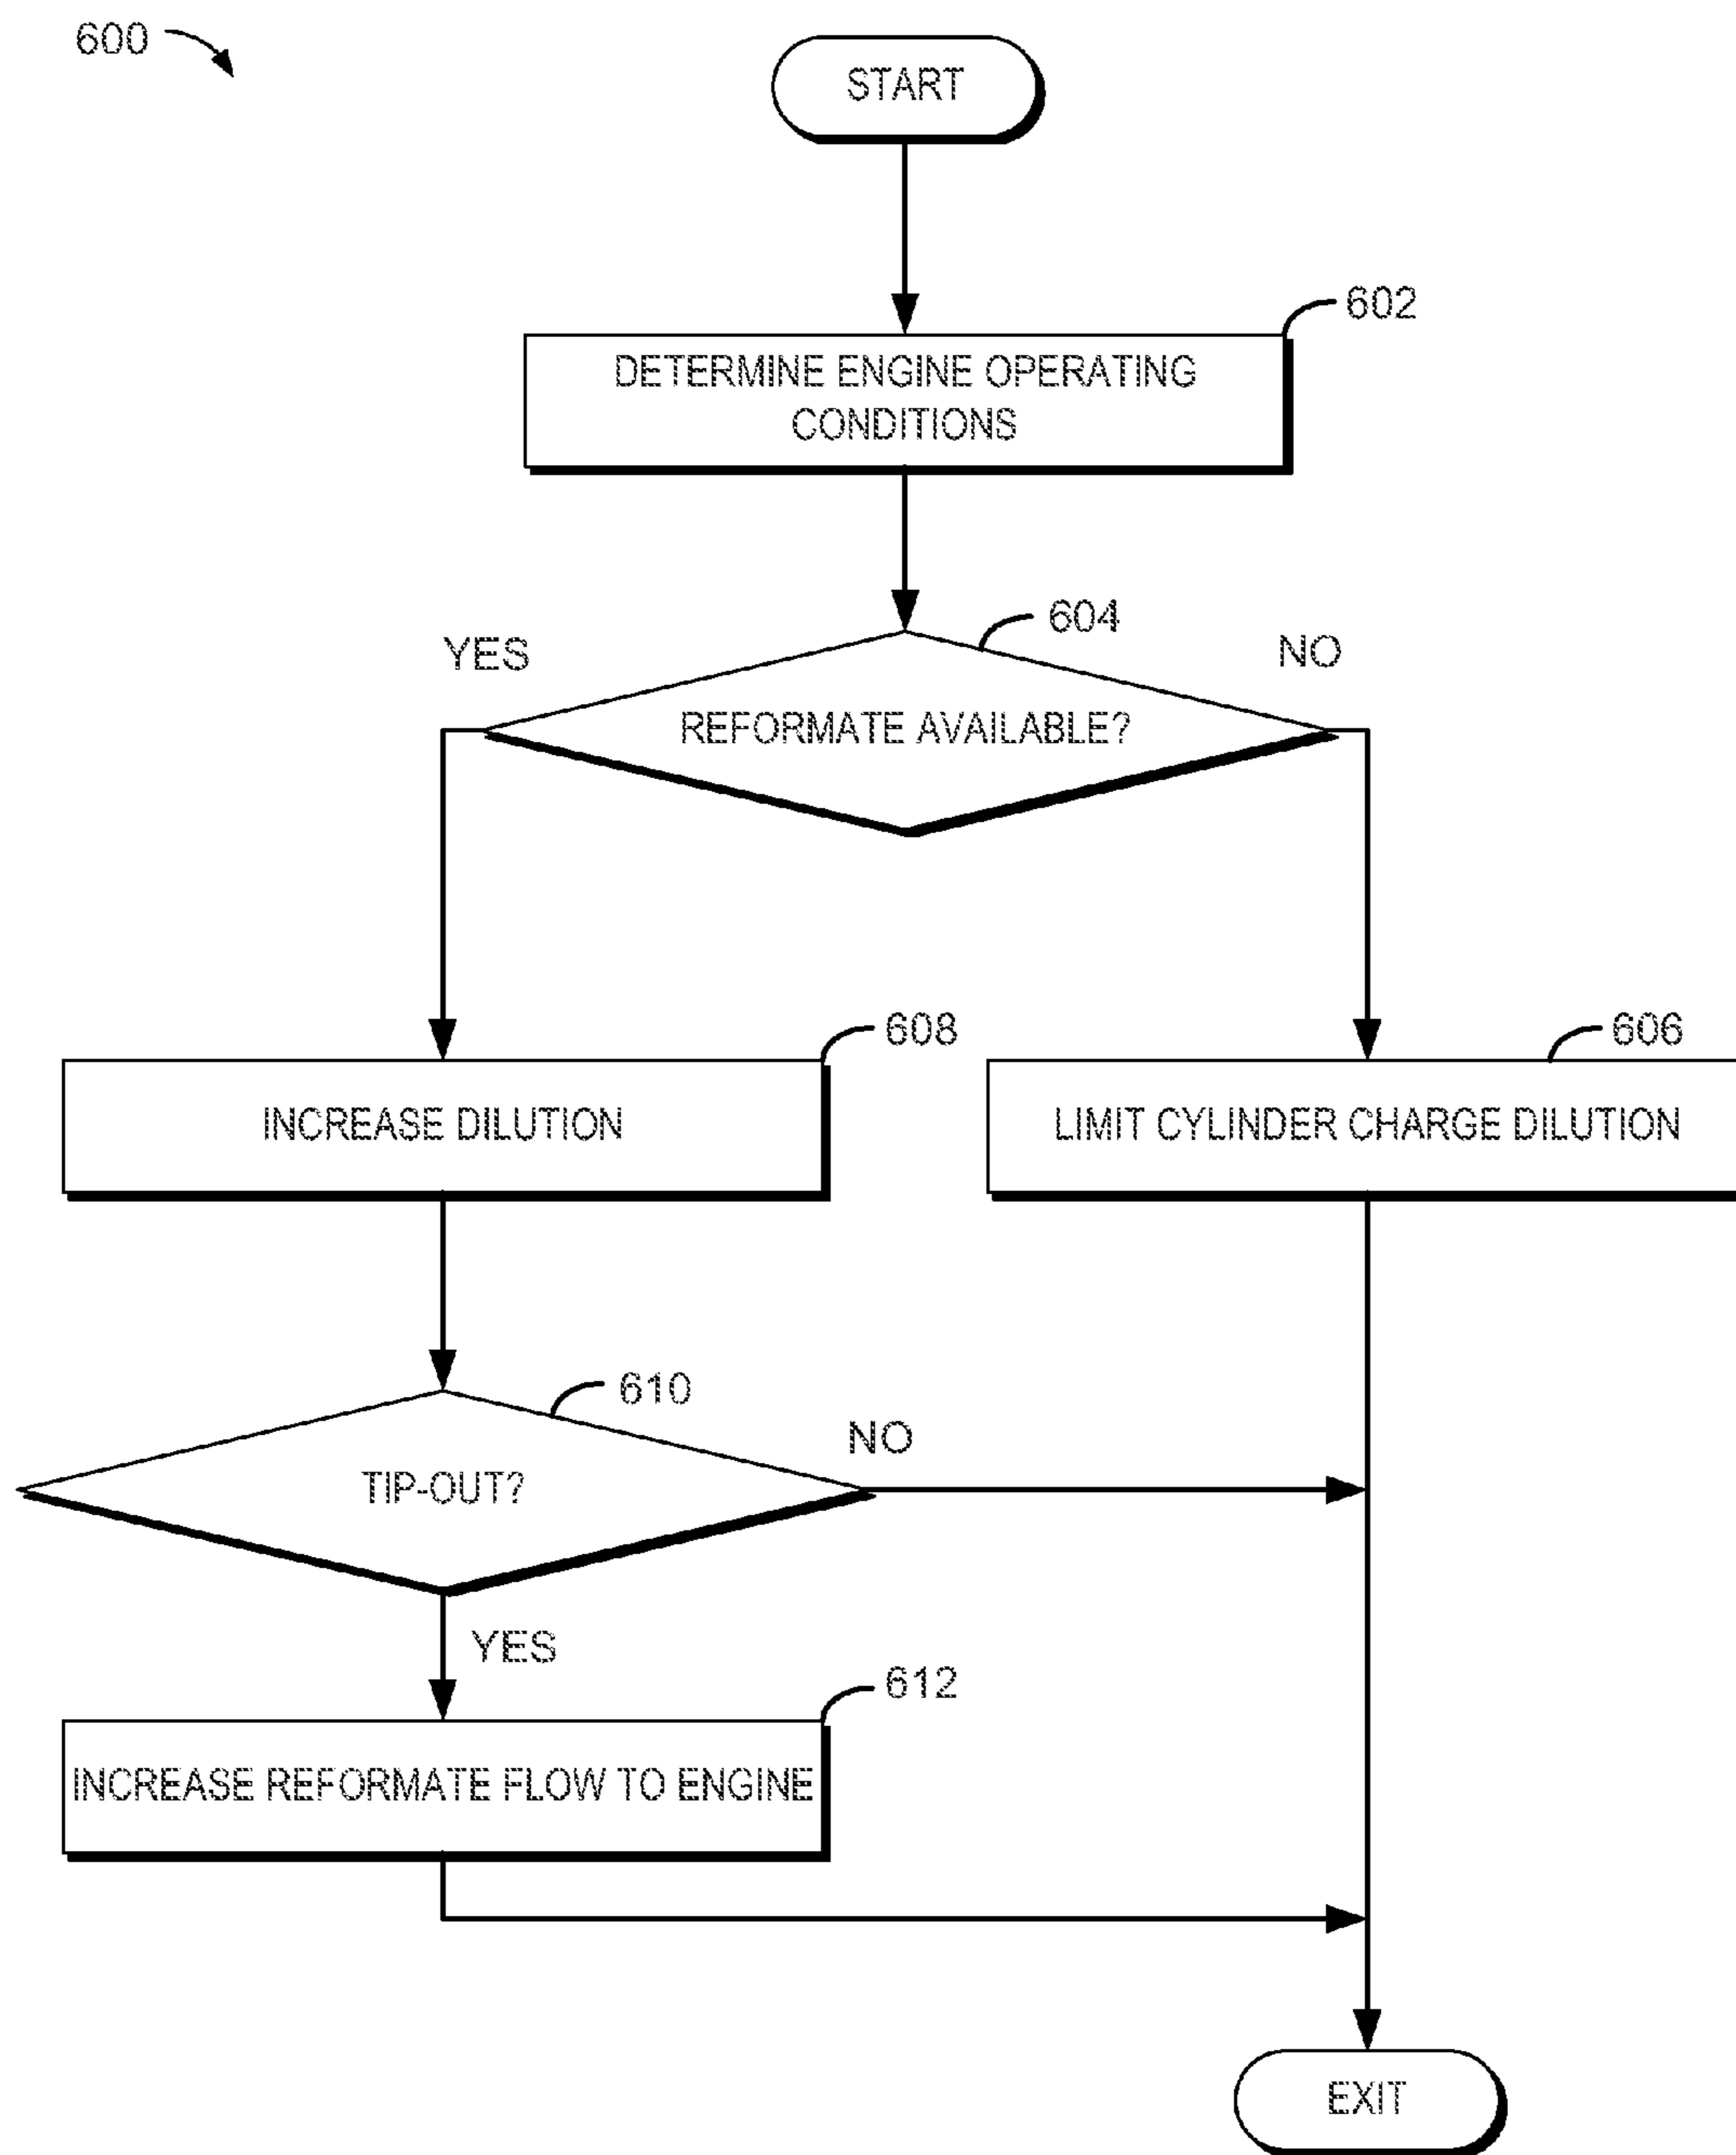 600
START
602
DETERMINE ENGINE OPERATING
CONDITIONS
604
YES
NO
REFORMATE AVAILABLE?
608
606
INCREASE DILUTION
LIMIT CYLINDER CHARGE DILUTION
610
NO
TIP-OUT?
YES
612
INCREASE REFORMATE FLOW TO ENGINE
EXIT